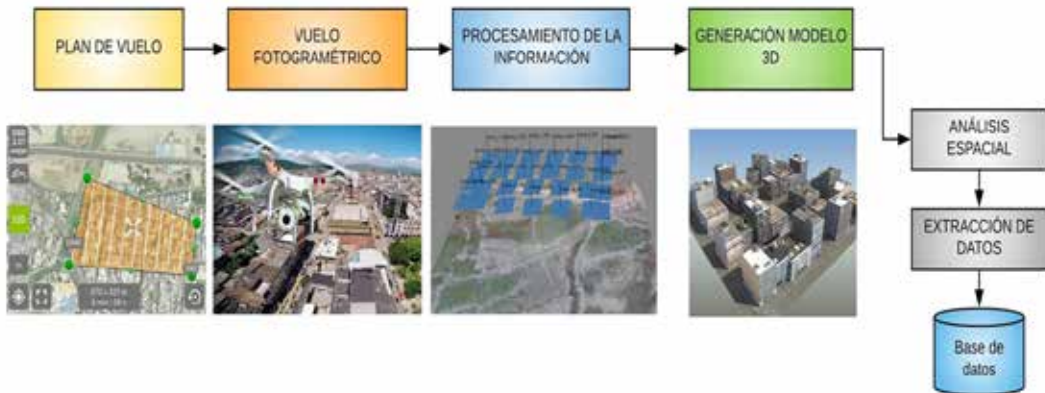 PLAN DE VUELO
VUELO
FOTOGRAMÉTRICO
PROCESAMIENTO DE LA
INFORMACIÓN
GENERACIÓN MODELO
3D
ANÁLISIS
ESPACIAL
EXTRACCIÓN DE
DATOS
Base de
datos